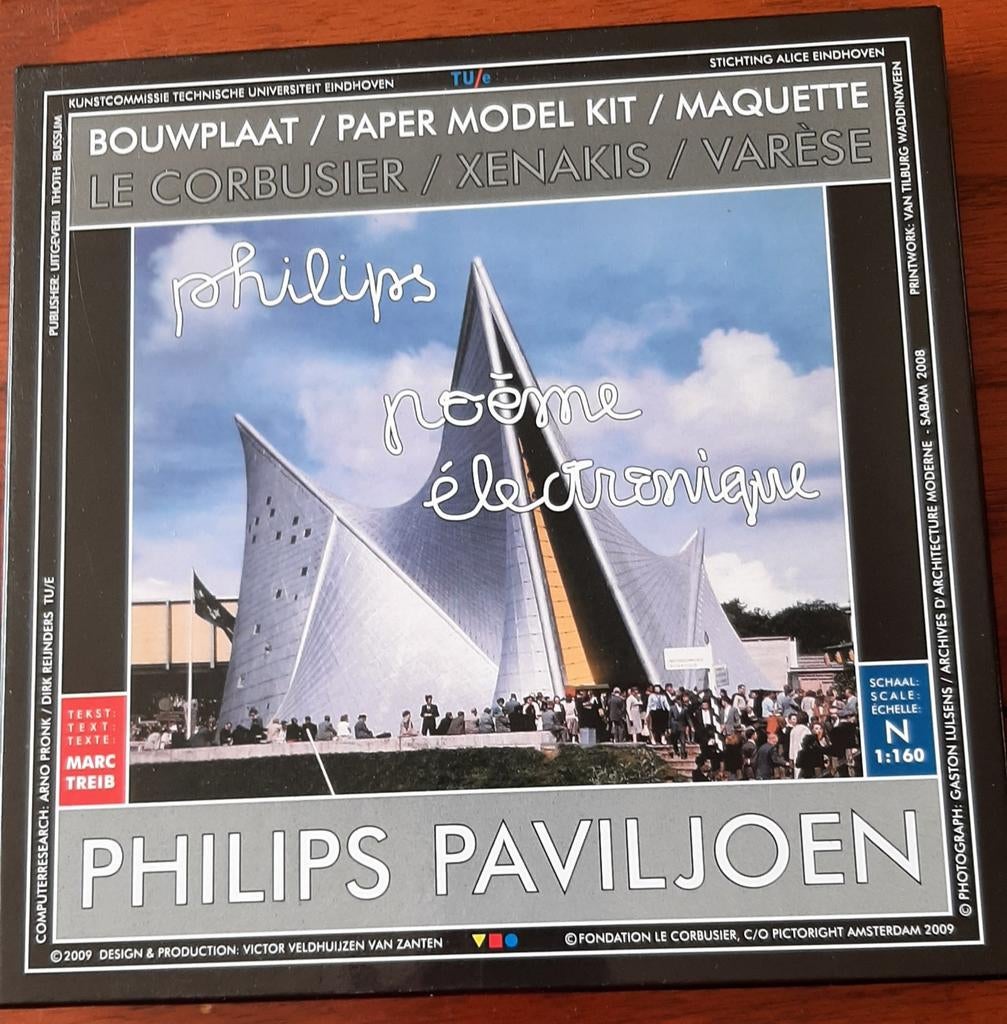 KUNSTCOMMISSIE TECHNISCHE UNIVERSITEIT EINDHOVEN
TU/e
STICHTING ALICE EINDHOVEN
BOUWPLAAT / PAPER MODEL KIT / MAQUETTE
LE CORBUSIER / XENAKIS / VARÈSE
PUBLISHER: UITGEVERIJ THOTH BUSSUM
PRINTWORK: VAN TILBURG WADDINXVEEN
philips
poème
électronique
COMPUTERRESEARCH: ARNO PRONK / DIRK REIJNDERS TU/E
© PHOTOGRAPH: GASTON LULSENS / ARCHIVES D'ARCHITECTURE MODERNE - SABAM 2008
TEKST:
TEXT:
TEXTE:
MARC
TREIB
SCHAAL:
SCALE:
ÉCHELLE:
N
1:160
PHILIPS PAVILJOEN
©2009 DESIGN & PRODUCTION: VICTOR VELDHUIJZEN VAN ZANTEN
© FONDATION LE CORBUSIER, C/O PICTORIGHT AMSTERDAM 2009